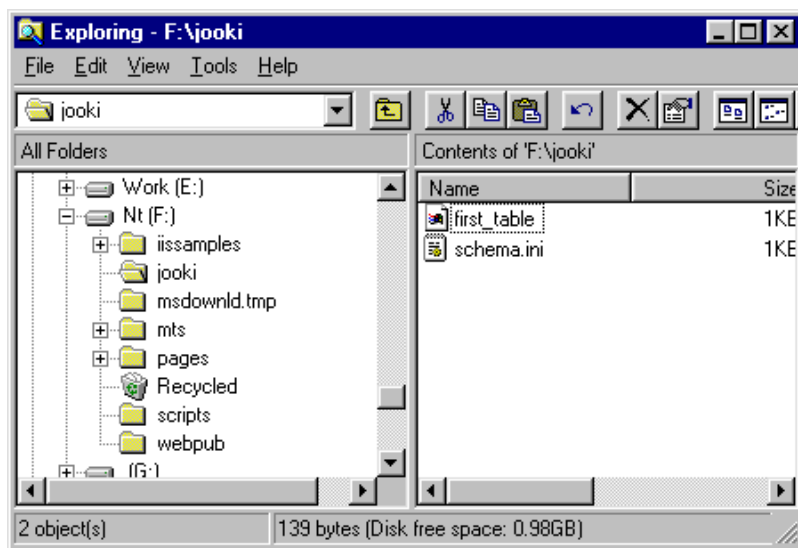 Exploring - F:\jooki
File Edit View Tools Help
jooki
All Folders
Contents of 'F:\jooki'
Work (E:)
Nt (F:)
iissamples
jooki
msdownld.tmp
mts
pages
Recycled
scripts
webpub
(G:)
Name Size
first_table 1KB
schema.ini 1KB
2 object(s)
139 bytes (Disk free space: 0.98GB)